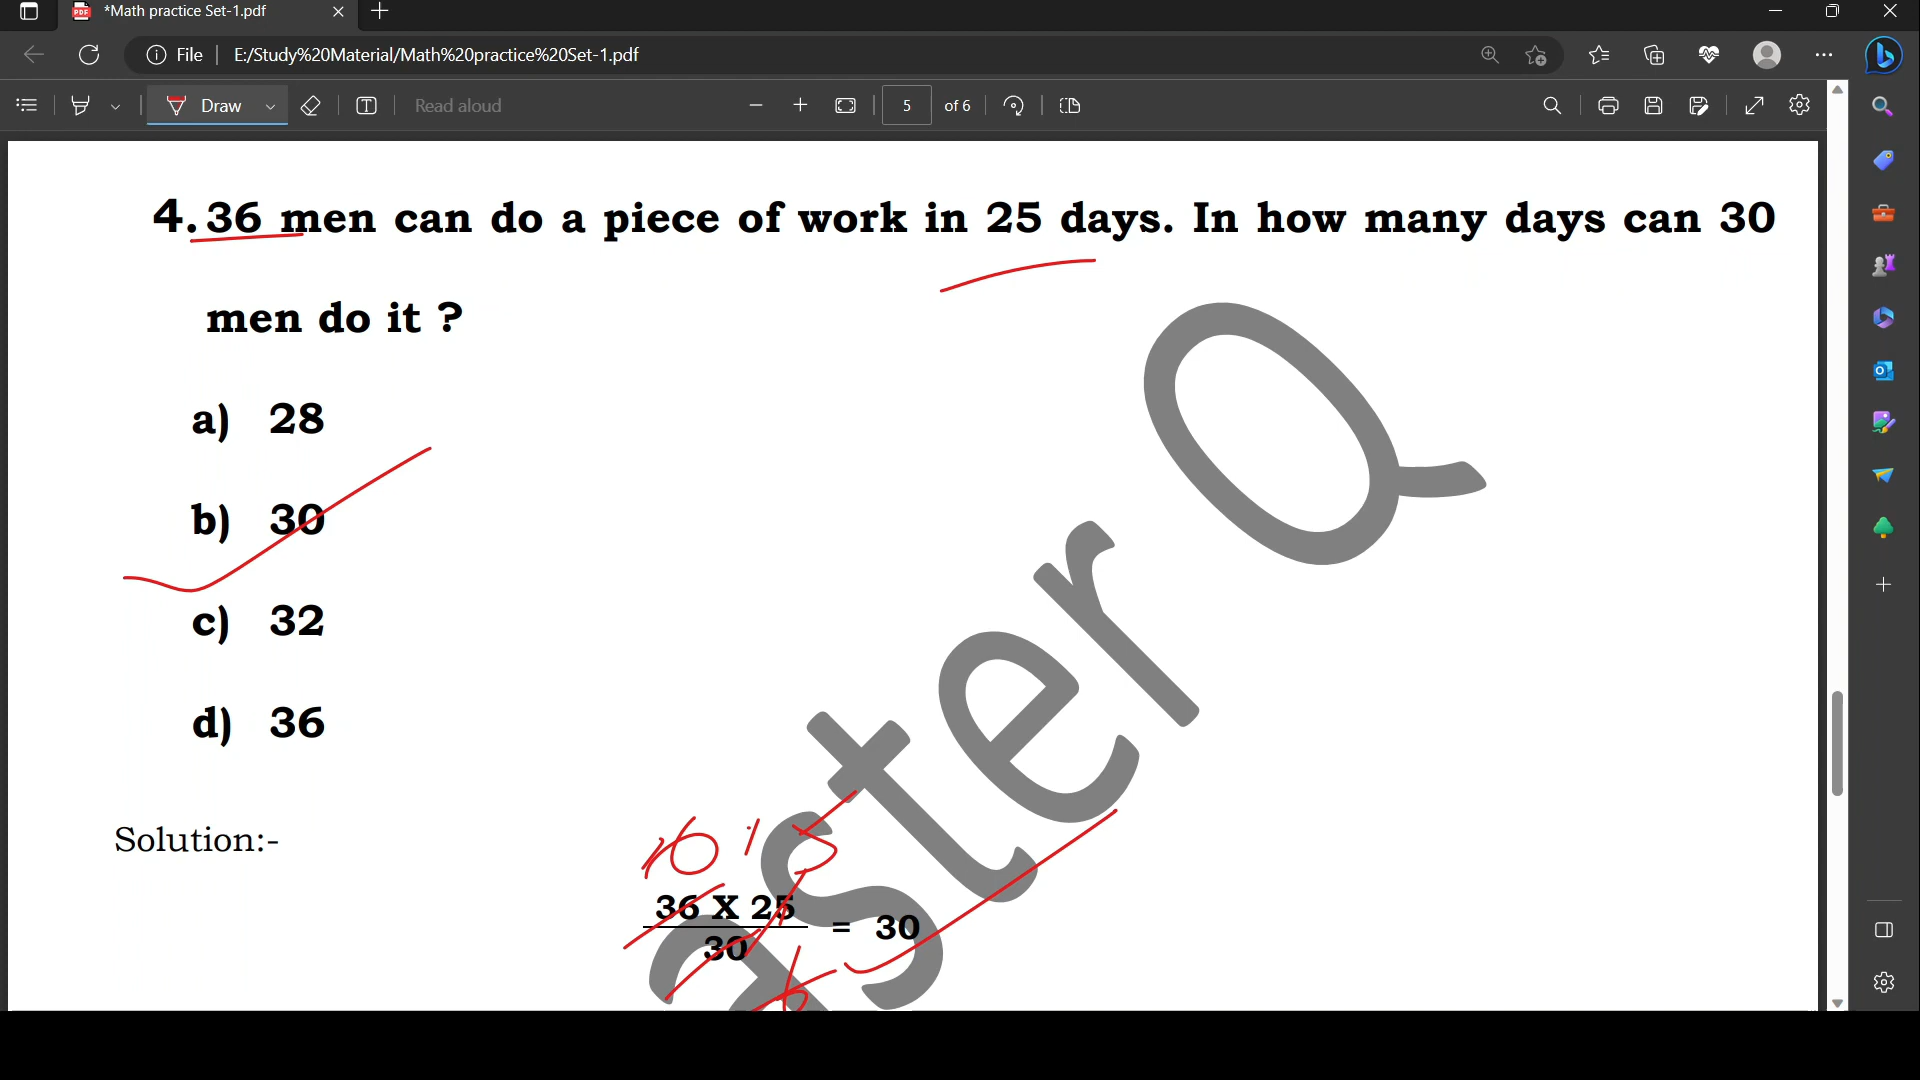 *Math practice Set-1.pdf
File
E:/Study%20Material/Math%20practice%20Set-1.pdf
Draw
Read aloud
5 of 6
4. 36 men can do a piece of work in 25 days. In how many days can 30
men do it ?
a) 28
b) 30
c) 32
d) 36
Solution:-
36 X 25
30
= 30
ster Q